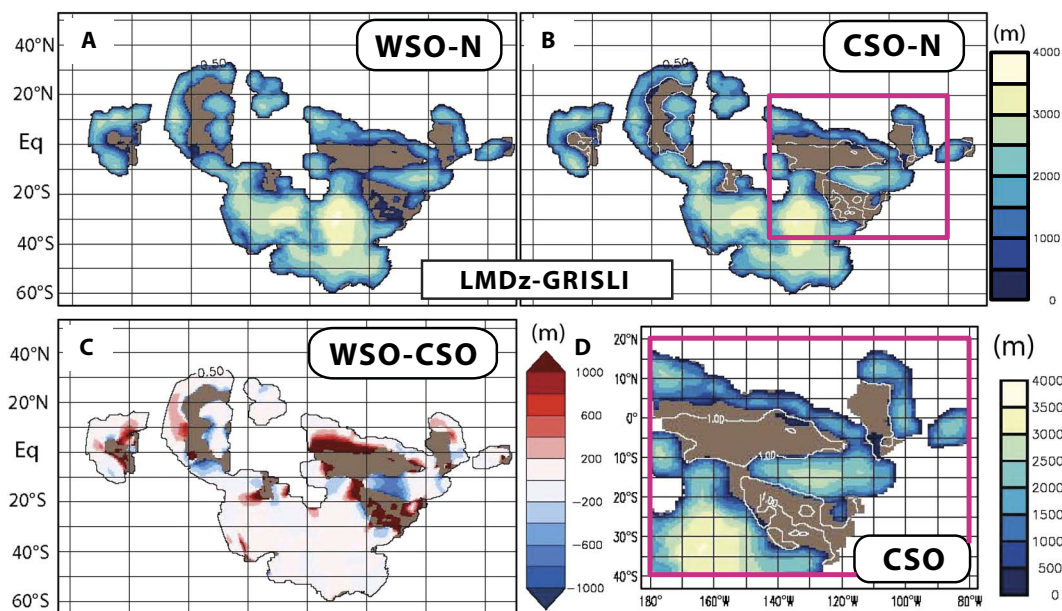 A
WSO-N
40°N
20°N
Eq
20°S
40°S
60°S
0.50
B
CSO-N
0.50
(m)
4000
3000
2000
1000
0
LMDz-GRISLI
C
WSO-CSO
40°N
20°N
Eq
20°S
40°S
60°S
0.50
(m)
1000
600
200
−200
−600
−1000
D
20°N
10°N
0°
10°S
20°S
30°S
40°S
1.00
1.00
1.00
CSO
180°
160°W
140°W
120°W
100°W
80°W
(m)
4000
3500
3000
2500
2000
1500
1000
5000
0